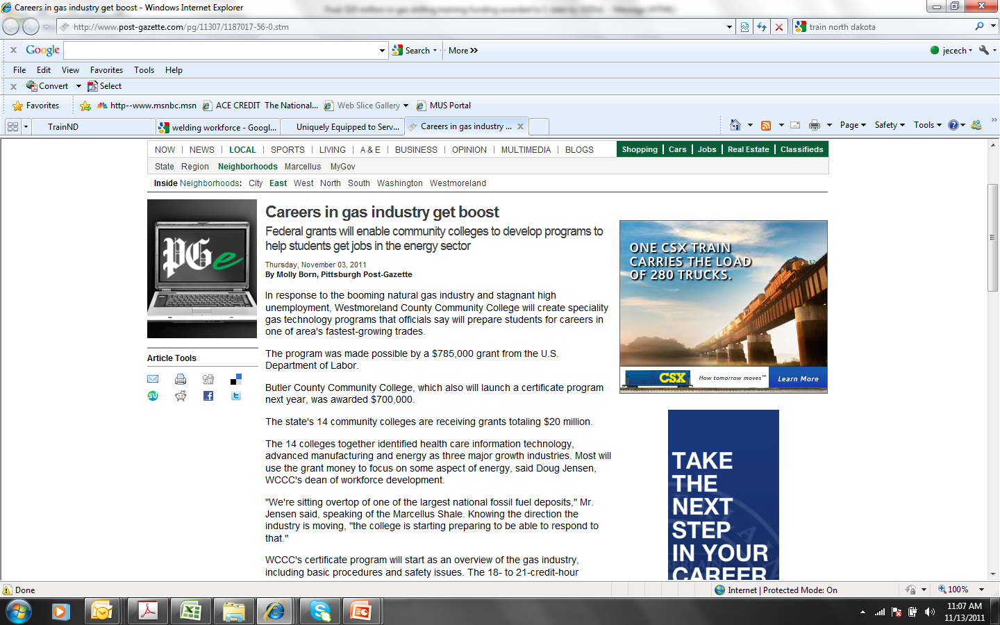 Careers in gas industry get boost - Windows Internet Explorer
http://www.post-gazette.com/pg/11307/1187017-56-0.stm
train north dakota
Google
Search
More »
jecech
File Edit View Favorites Tools Help
Convert Select
Favorites http--www.msnbc.msn ACE CREDIT The National... Web Slice Gallery MUS Portal
TrainND welding workforce - Googl... Uniquely Equipped to Serv... Careers in gas industry ... Page Safety Tools
NOW | NEWS | LOCAL | SPORTS | LIVING | A & E | BUSINESS | OPINION | MULTIMEDIA | BLOGS Shopping | Cars | Jobs | Real Estate | Classifieds
State Region Neighborhoods Marcellus MyGov
Inside Neighborhoods: City East West North South Washington Westmoreland
PGe
Article Tools
Careers in gas industry get boost
Federal grants will enable community colleges to develop programs to
help students get jobs in the energy sector
Thursday, November 03, 2011
By Molly Born, Pittsburgh Post-Gazette
In response to the booming natural gas industry and stagnant high
unemployment, Westmoreland County Community College will create speciality
gas technology programs that officials say will prepare students for careers in
one of area's fastest-growing trades.
The program was made possible by a $785,000 grant from the U.S.
Department of Labor.
Butler County Community College, which also will launch a certificate program
next year, was awarded $700,000.
The state's 14 community colleges are receiving grants totaling $20 million.
The 14 colleges together identified health care information technology,
advanced manufacturing and energy as three major growth industries. Most will
use the grant money to focus on some aspect of energy, said Doug Jensen,
WCCC's dean of workforce development.
"We're sitting overtop of one of the largest national fossil fuel deposits," Mr.
Jensen said, speaking of the Marcellus Shale. Knowing the direction the
industry is moving, "the college is starting preparing to be able to respond to
that."
WCCC's certificate program will start as an overview of the gas industry,
including basic procedures and safety issues. The 18- to 21-credit-hour
ONE CSX TRAIN
CARRIES THE LOAD
OF 280 TRUCKS.
CSX How tomorrow moves™ Learn More
TAKE
THE
NEXT
STEP
IN YOUR
CAREER
Done
Internet | Protected Mode: On
100%
11:07 AM
11/13/2011